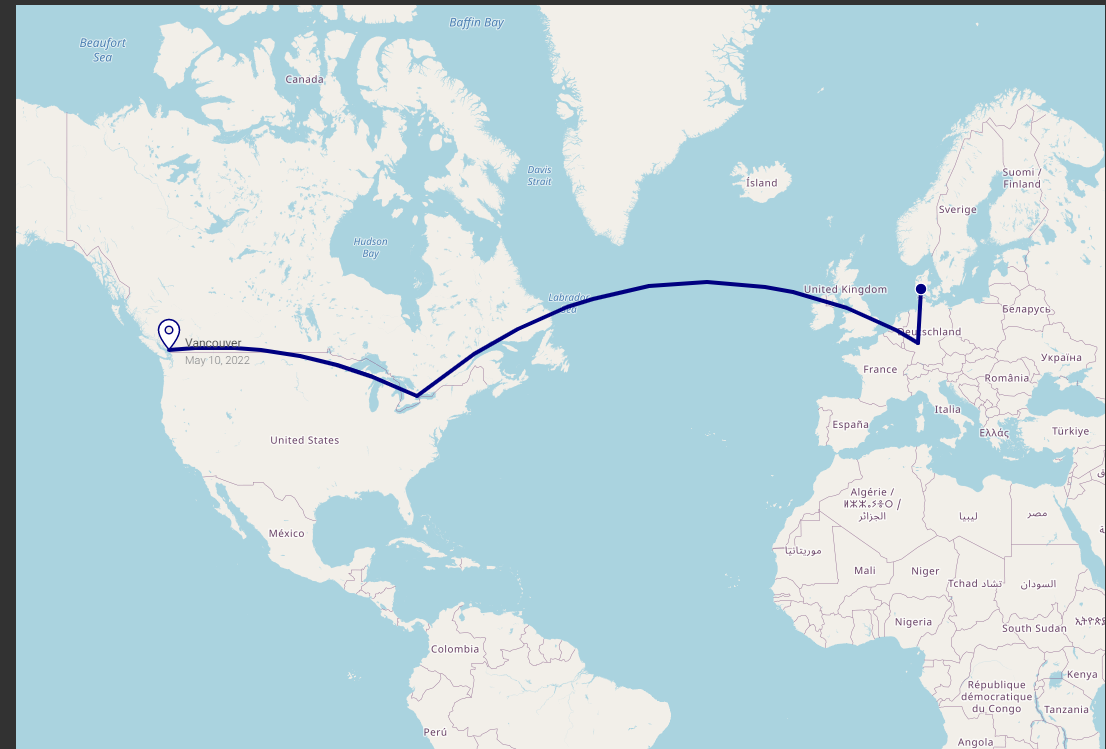 Baffin Bay
Beaufort
Sea
Canada
Davis
Strait
Ísland
Suomi /
Finland
Sverige
Hudson
Bay
United Kingdom
Labrador
Sea
Беларусь
Deutschland
Vancouver
May 10, 2022
Україна
France
România
Italia
España
Ελλάς
Türkiye
United States
Algérie /
ⵍⵣⵣⴰⵢⴻⵔ /
الجزائر
ليبيا
مصر
México
موريتانيا
Mali
Niger
Tchad تشاد
السودان
Nigeria
South Sudan
Colombia
Kenya
République
démocratique
du Congo
Tanzania
Perú
Angola